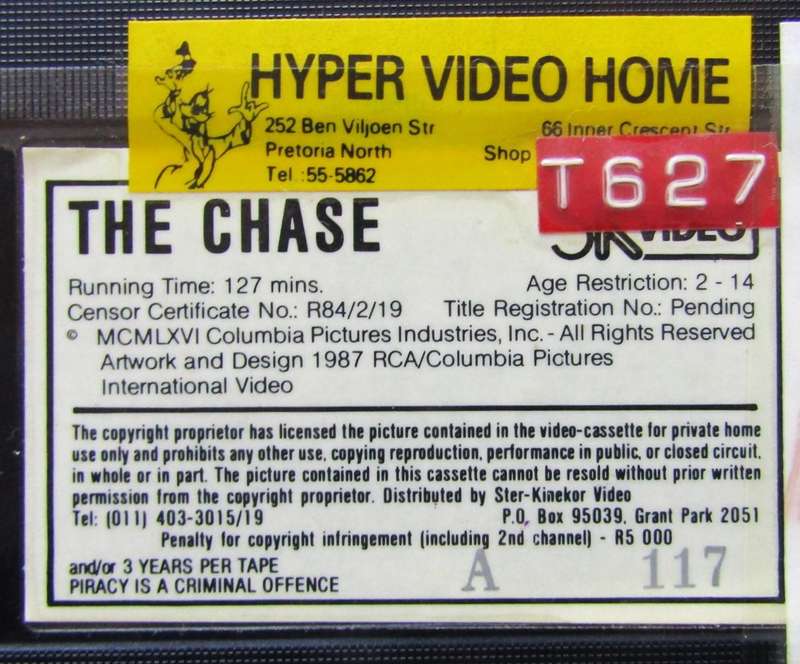 HYPER VIDEO HOME
252 Ben Viljoen Str
66 Inner Crescent Str
Pretoria North
Shop
Tel.:55-5862
T627
THE CHASE
VIDEO
Running Time: 127 mins.
Age Restriction: 2 - 14
Censor Certificate No.: R84/2/19
Title Registration No.: Pending
© MCMLXVI Columbia Pictures Industries, Inc. - All Rights Reserved
Artwork and Design 1987 RCA/Columbia Pictures
International Video
The copyright proprietor has licensed the picture contained in the video-cassette for private home
use only and prohibits any other use, copying reproduction, performance in public, or closed circuit,
in whole or in part. The picture contained in this cassette cannot be resold without prior written
permission from the copyright proprietor. Distributed by Ster-Kinekor Video
Tel: (011) 403-3015/19
P.O. Box 95039, Grant Park 2051
Penalty for copyright infringement (including 2nd channel) - R5 000
and/or 3 YEARS PER TAPE
PIRACY IS A CRIMINAL OFFENCE
A 117